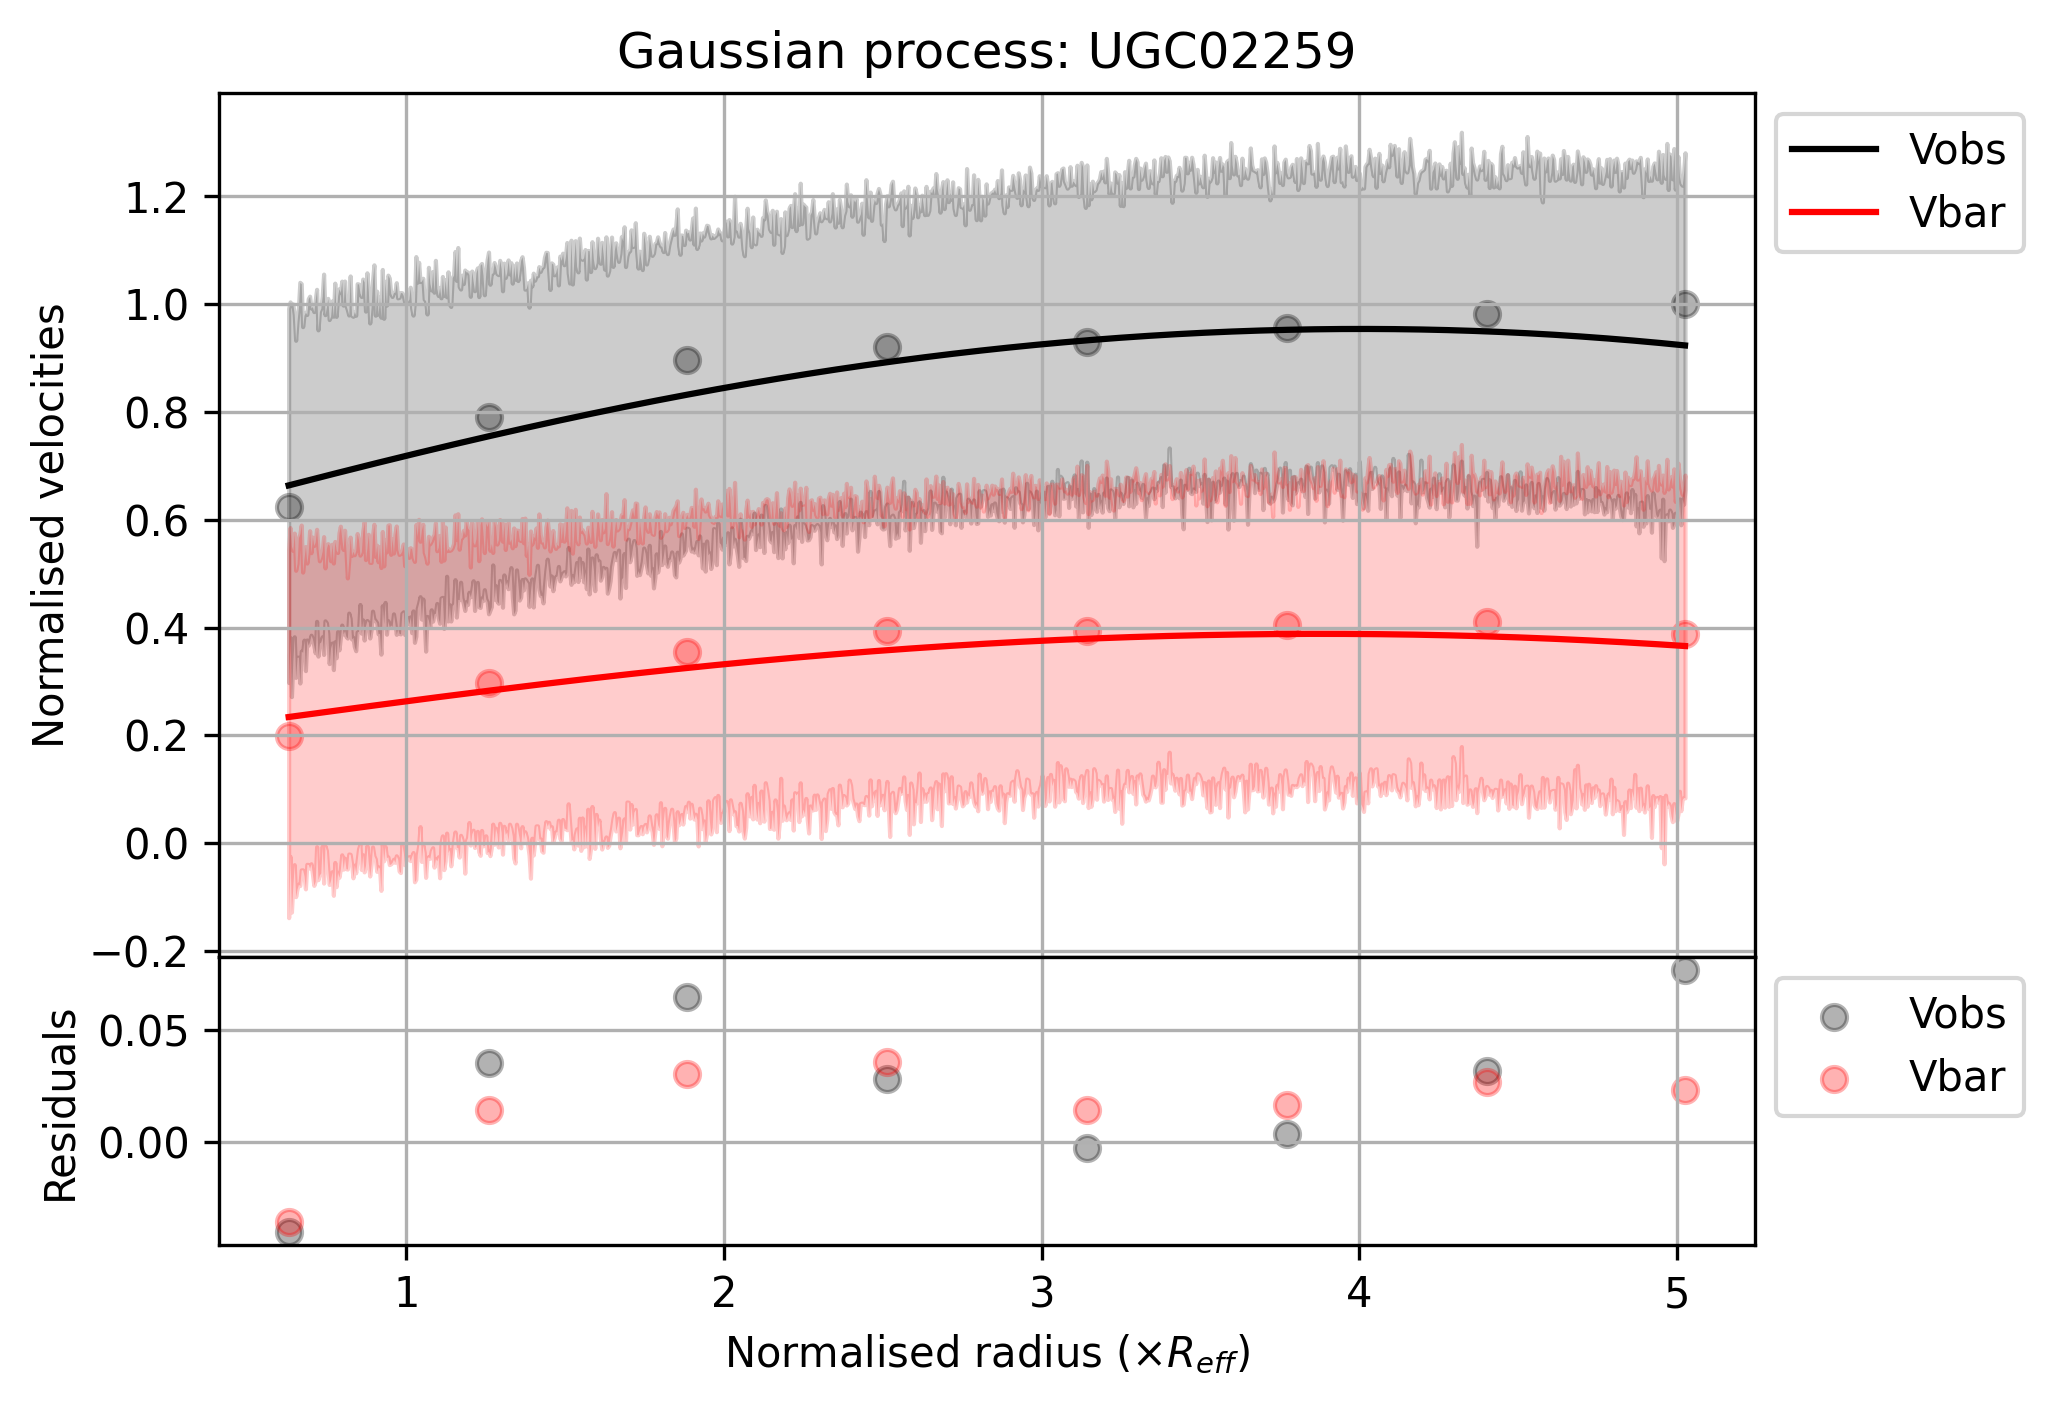 Gaussian process: UGC02259
Vobs
Vbar
Normalised velocities
1.2
1.0
0.8
0.6
0.4
0.2
0.0
−0.2
Residuals
0.05
0.00
Vobs
Vbar
1 2 3 4 5
Normalised radius (×R_eff)